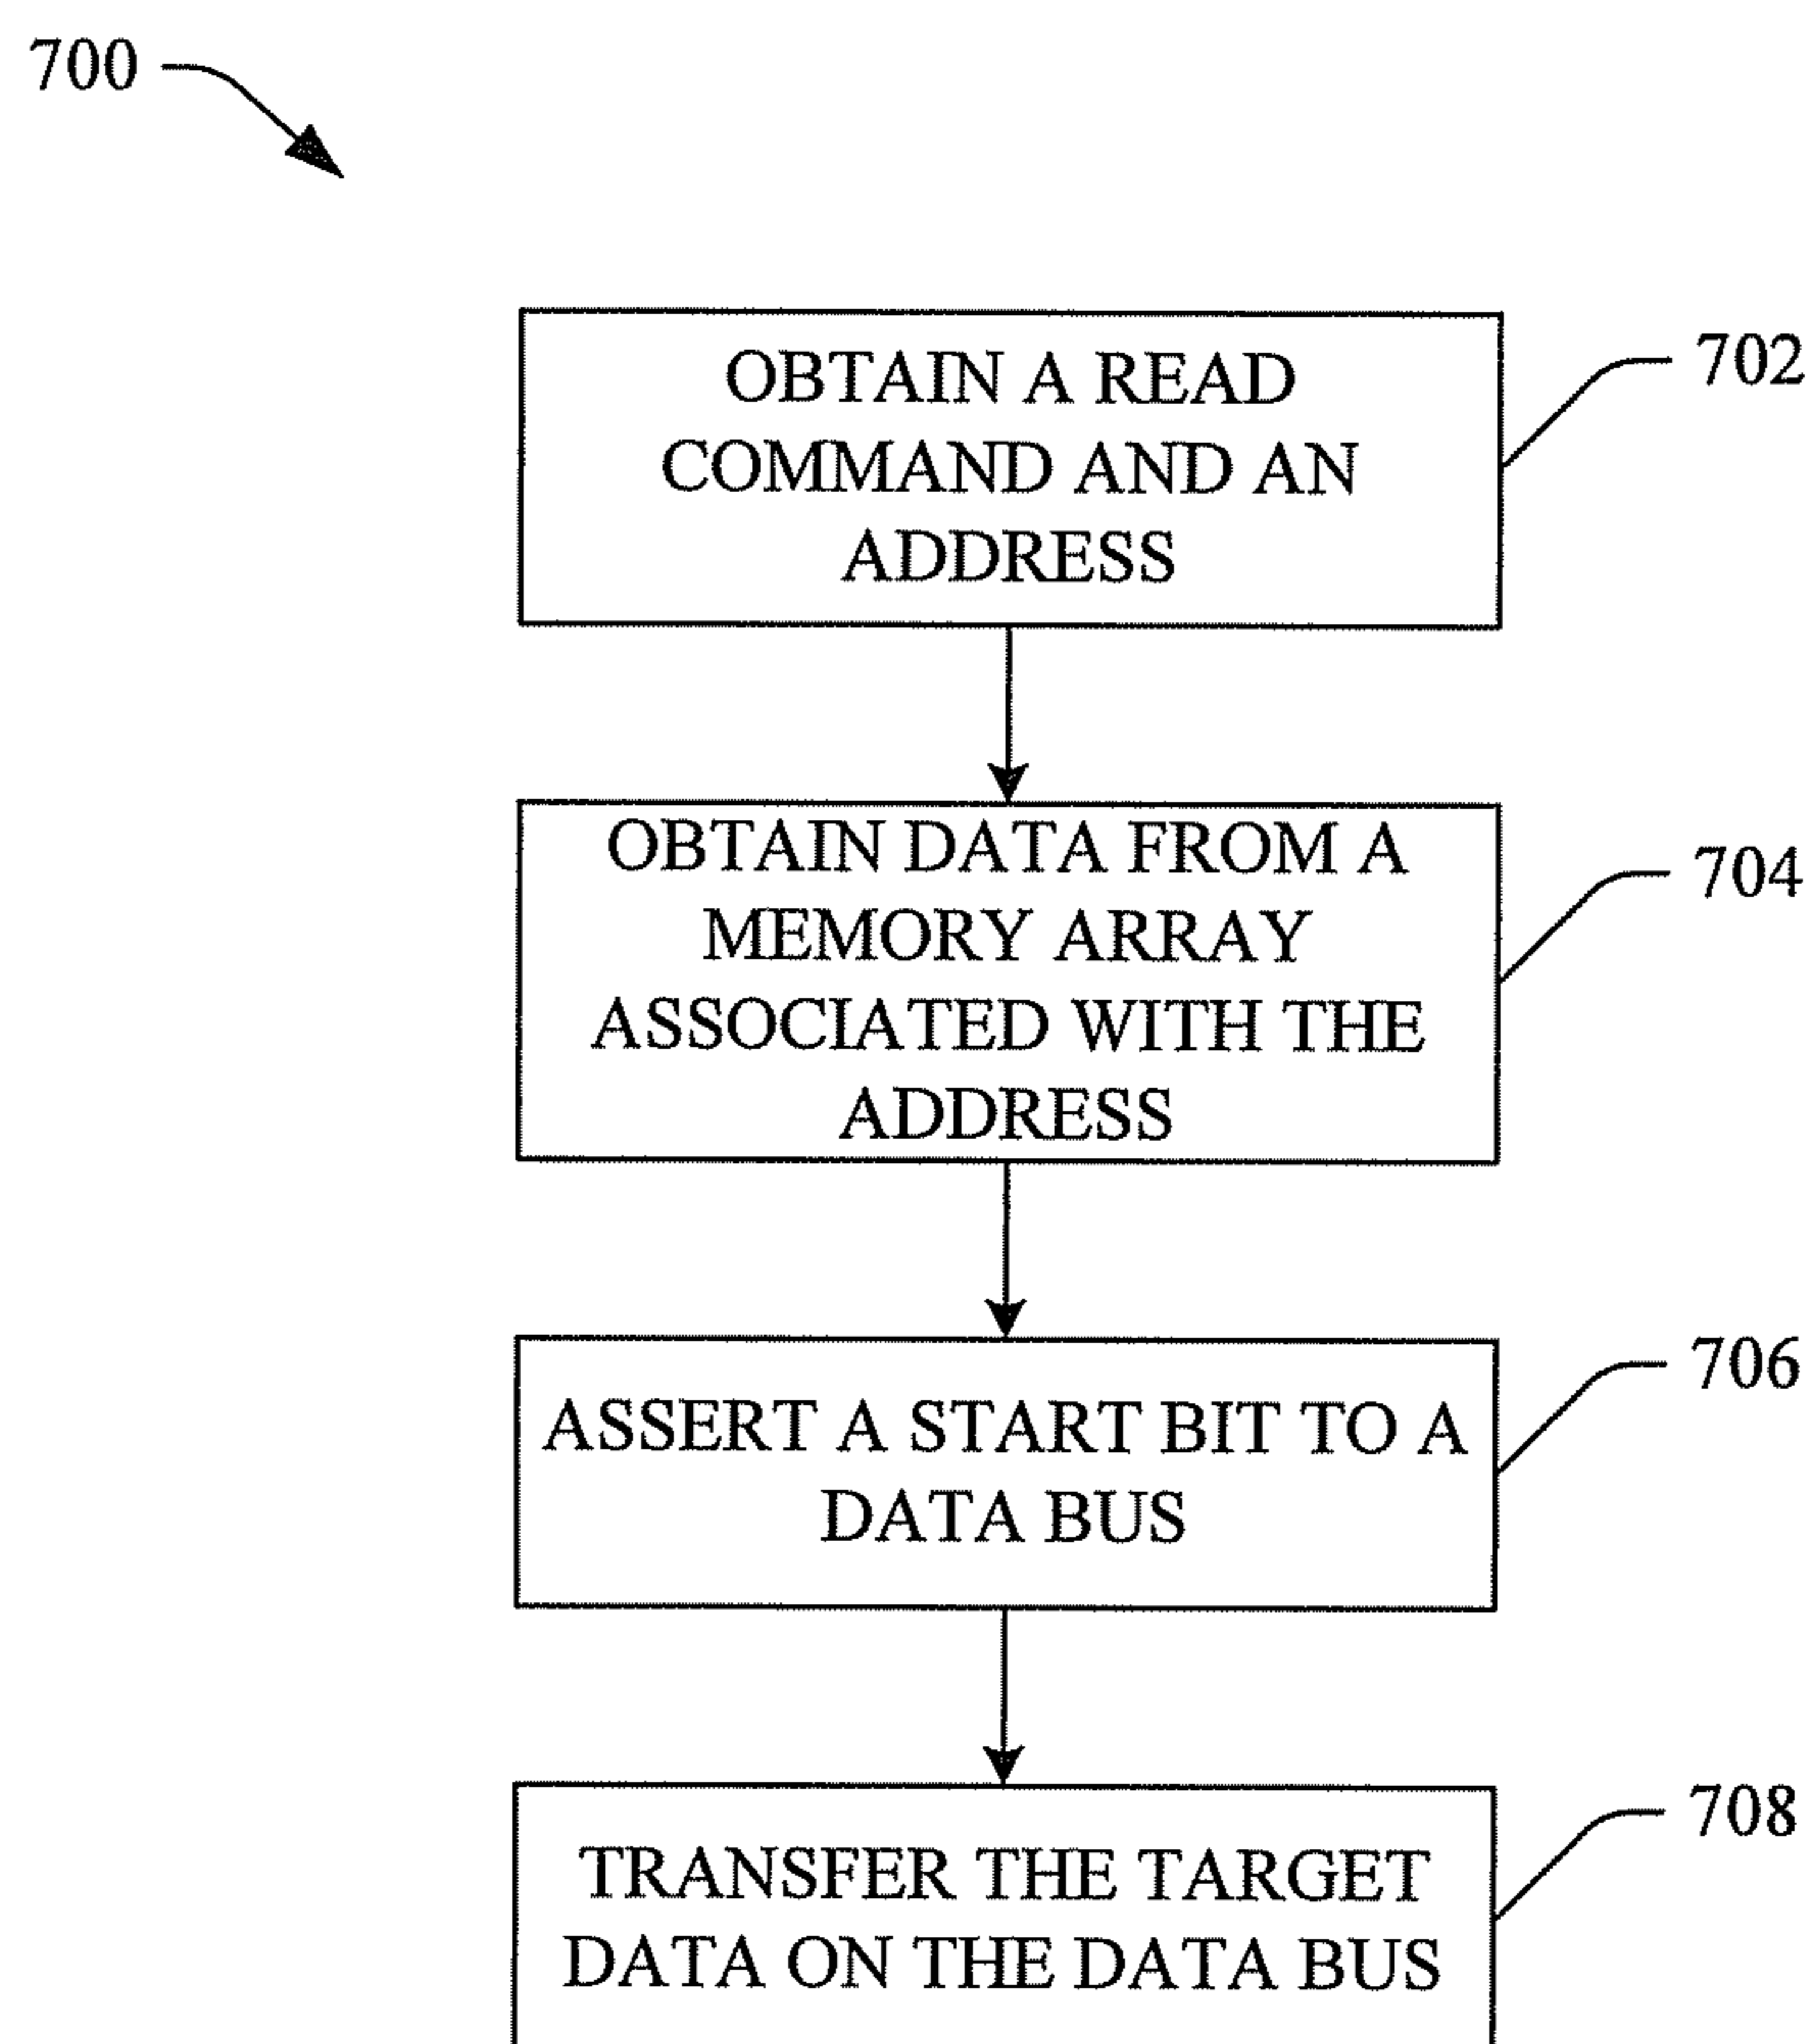 700
OBTAIN A READ
COMMAND AND AN
ADDRESS
702
OBTAIN DATA FROM A
MEMORY ARRAY
ASSOCIATED WITH THE
ADDRESS
704
ASSERT A START BIT TO A
DATA BUS
706
TRANSFER THE TARGET
DATA ON THE DATA BUS
708